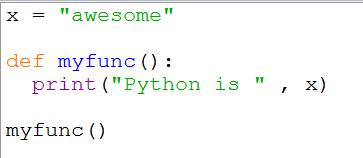 x = "awesome"
def myfunc():
  print("Python is " , x)
myfunc()